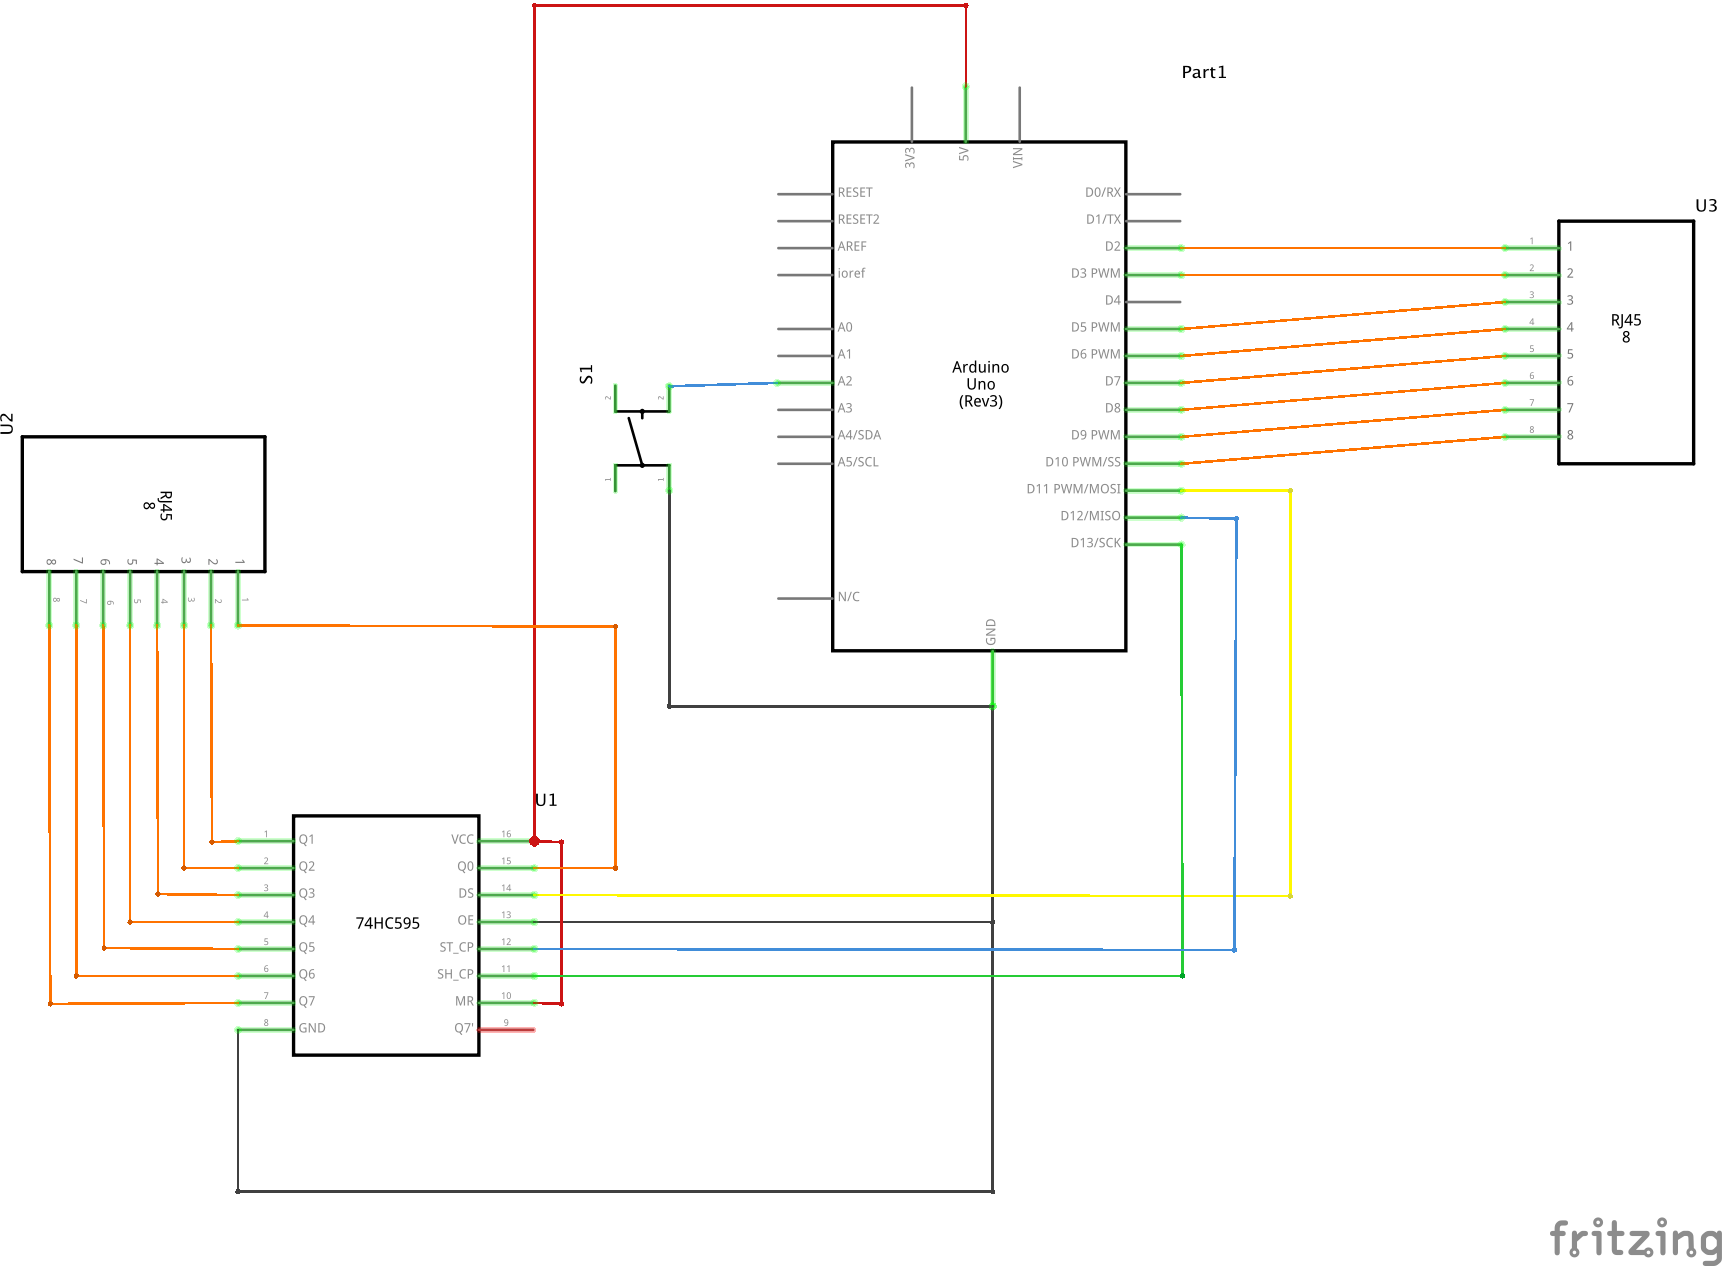 Part1
3V3
5V
VIN
RESET
RESET2
AREF
ioref
A0
A1
A2
A3
A4/SDA
A5/SCL
N/C
Arduino
Uno
(Rev3)
D0/RX
D1/TX
D2
D3 PWM
D4
D5 PWM
D6 PWM
D7
D8
D9 PWM
D10 PWM/SS
D11 PWM/MOSI
D12/MISO
D13/SCK
GND
U3
1 1
2 2
3 3
4 4
5 5
6 6
7 7
8 8
RJ45
8
S1
2 2
1 1
U2
RJ45
8
8 7 6 5 4 3 2 1
8 7 6 5 4 3 2 1
U1
74HC595
1 Q1
2 Q2
3 Q3
4 Q4
5 Q5
6 Q6
7 Q7
8 GND
VCC 16
Q0 15
DS 14
OE 13
ST_CP 12
SH_CP 11
MR 10
Q7' 9
fritzing